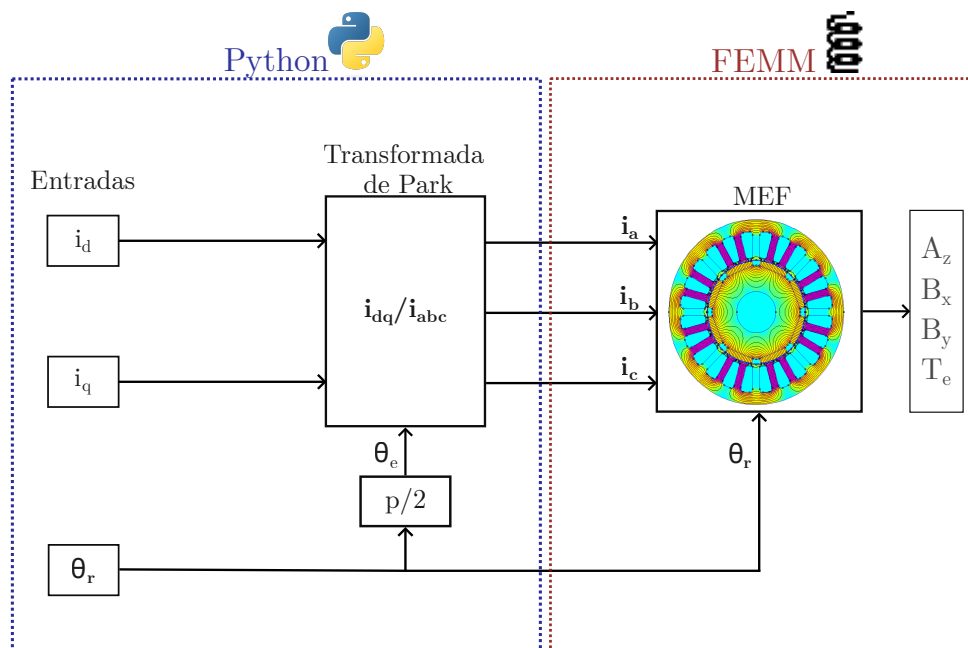 Python
FEMM
Entradas
Transformada
de Park
MEF
i_d
i_q
θ_r
i_dq/i_abc
θ_e
p/2
i_a
i_b
i_c
θ_r
A_z
B_x
B_y
T_e